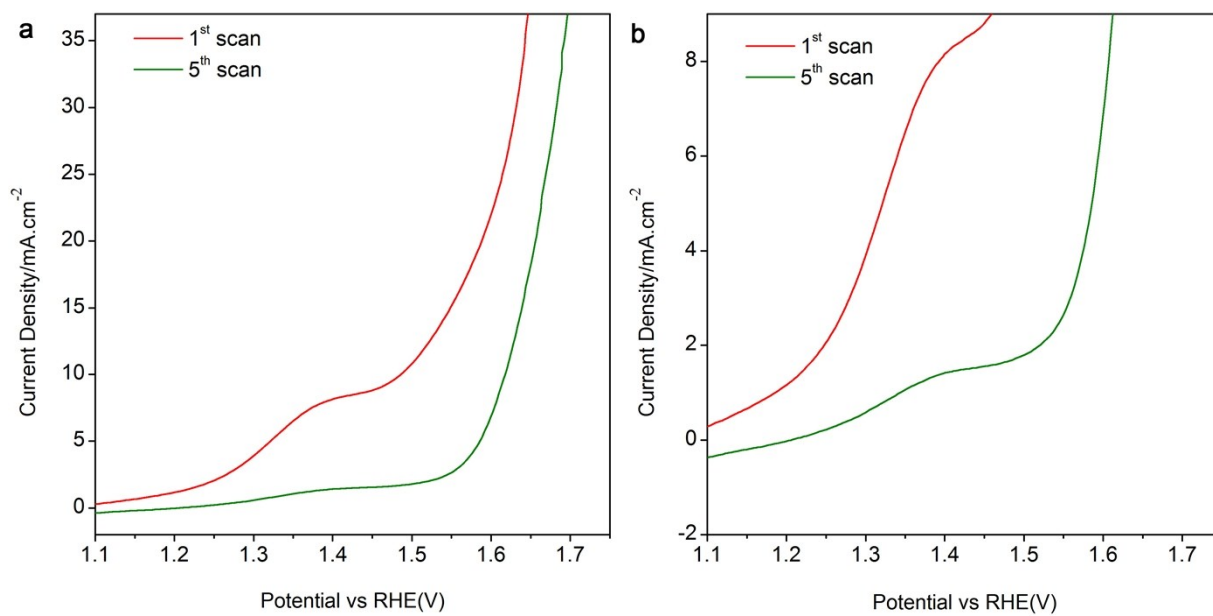 a
1st scan
5th scan
Current Density/mA.cm-2
35
30
25
20
15
10
5
0
1.1 1.2 1.3 1.4 1.5 1.6 1.7
Potential vs RHE(V)
b
1st scan
5th scan
Current Density/mA.cm-2
8
6
4
2
0
-2
1.1 1.2 1.3 1.4 1.5 1.6 1.7
Potential vs RHE(V)